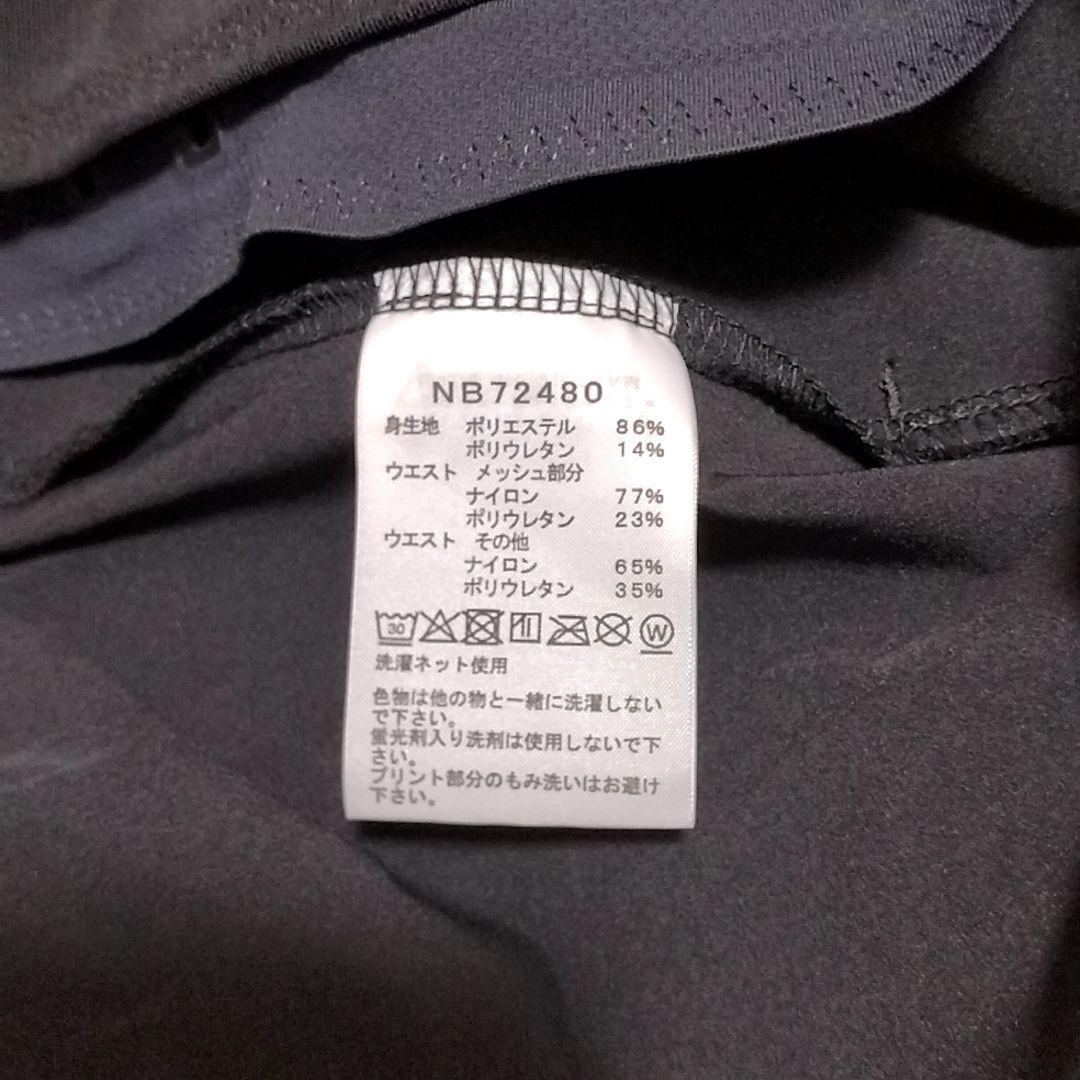 NB72480
身生地 ポリエステル 86%
ポリウレタン 14%
ウエスト メッシュ部分
ナイロン 77%
ポリウレタン 23%
ウエスト その他
ナイロン 65%
ポリウレタン 35%
30 W
洗濯ネット使用
色物は他の物と一緒に洗濯しない
で下さい。
蛍光剤入り洗剤は使用しないで下
さい。
プリント部分のもみ洗いはお避け
下さい。